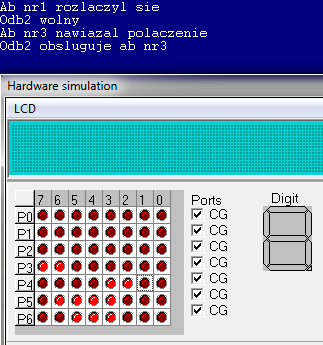 Ab nr1 rozlaczyl sie
Odb2 wolny
Ab nr3 nawiazal polaczenie
Odb2 obsluguje ab nr3
Hardware simulation
LCD
7 6 5 4 3 2 1 0
Ports
Digit
P0
CG
P1
CG
P2
CG
P3
CG
P4
CG
P5
CG
P6
CG